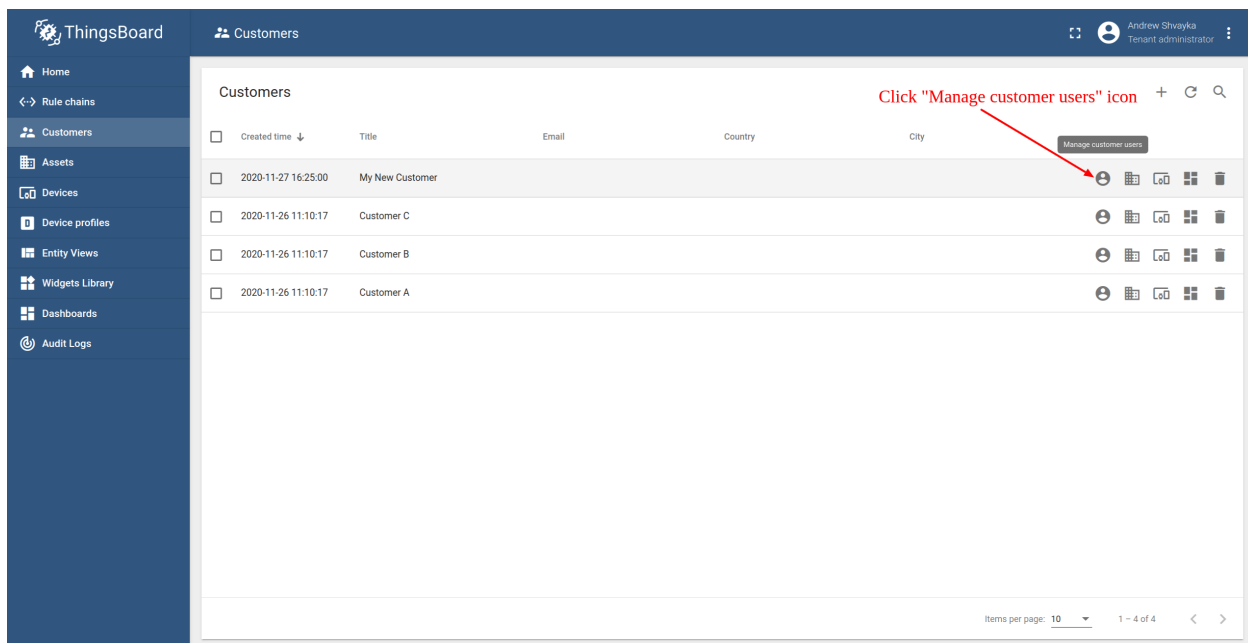 ThingsBoard
Customers
Andrew Shvayka
Tenant administrator
Home
Rule chains
Customers
Assets
Devices
Device profiles
Entity Views
Widgets Library
Dashboards
Audit Logs
Customers
Click "Manage customer users" icon
Created time Title Email Country City
Manage customer users
2020-11-27 16:25:00 My New Customer
2020-11-26 11:10:17 Customer C
2020-11-26 11:10:17 Customer B
2020-11-26 11:10:17 Customer A
Items per page: 10 1 – 4 of 4